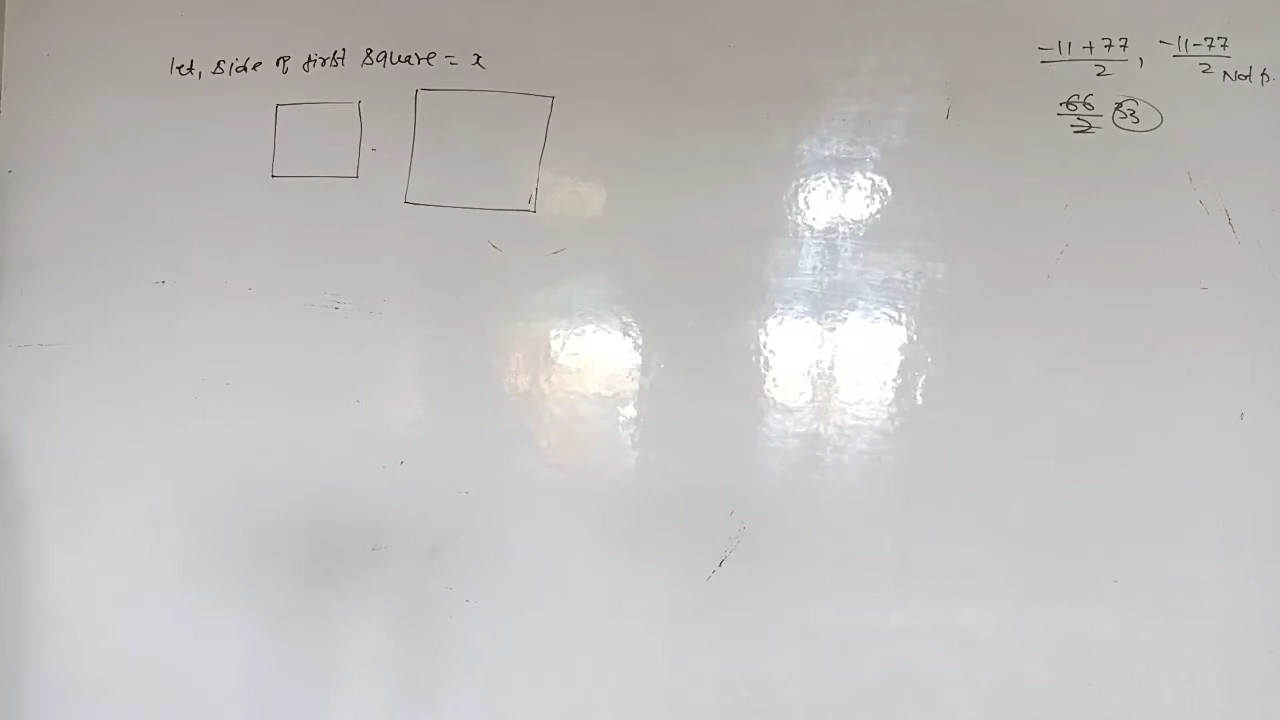 let, side of first square = x
-11+77/2, -11-77/2 Not p.
66/2 33